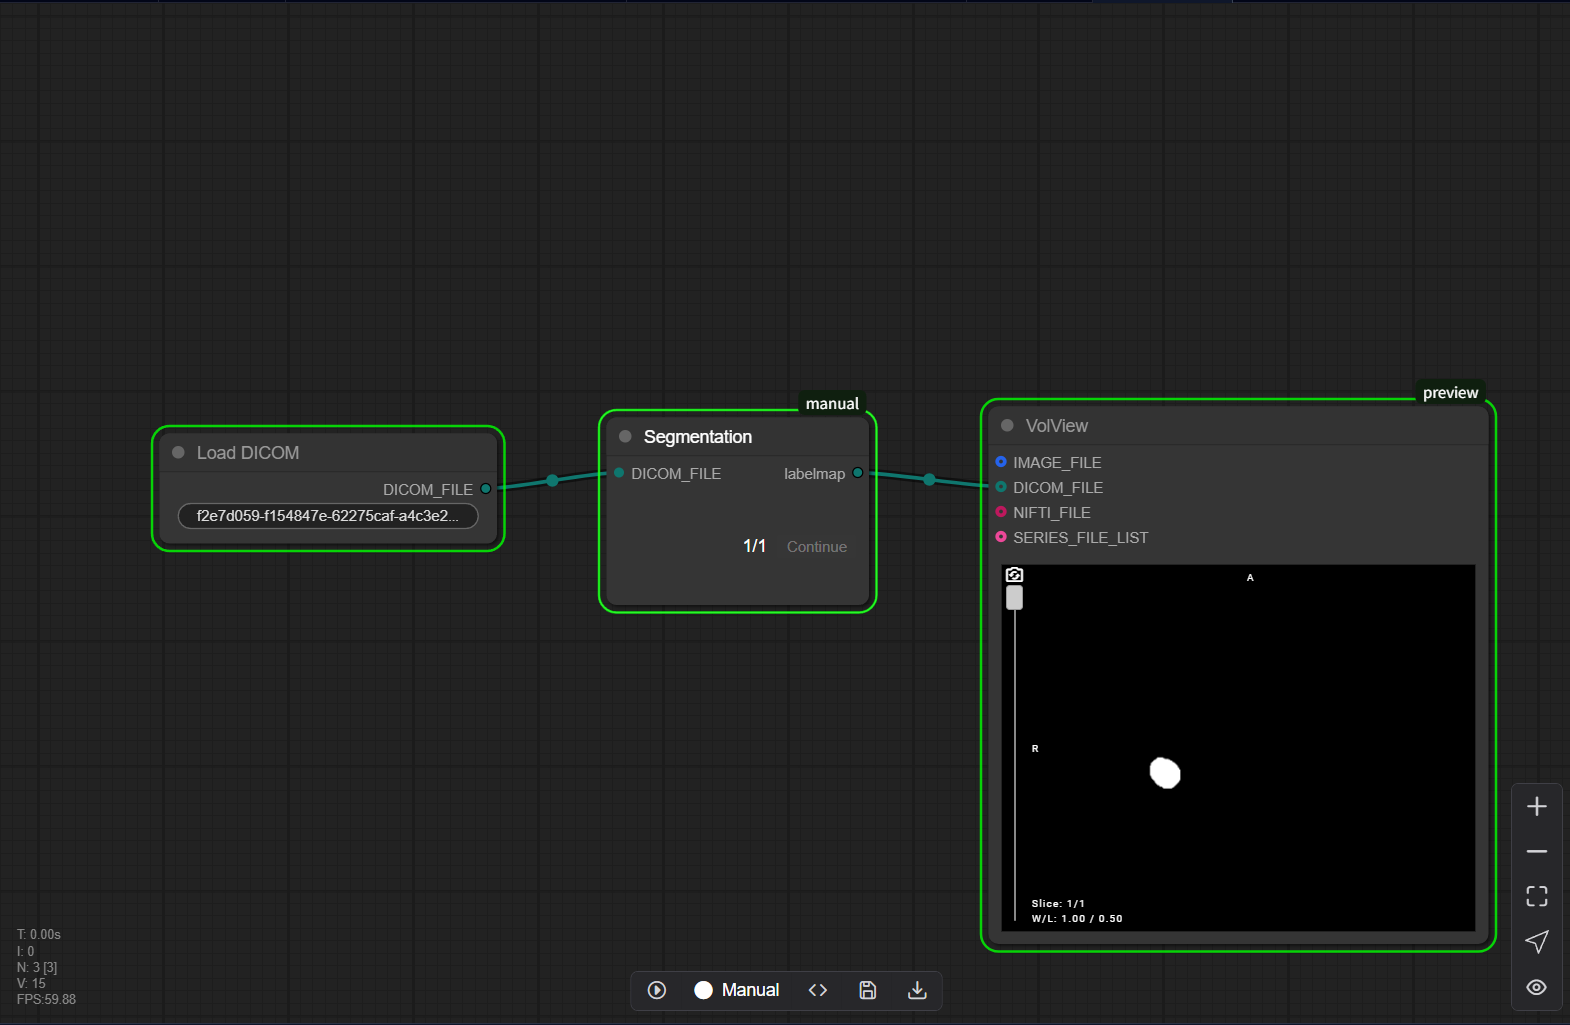 Load DICOM
DICOM_FILE
f2e7d059-f154847e-62275caf-a4c3e2...
manual
Segmentation
DICOM_FILE labelmap
1/1 Continue
preview
VolView
IMAGE_FILE
DICOM_FILE
NIFTI_FILE
SERIES_FILE_LIST
A
R
Slice: 1/1
W/L: 1.00 / 0.50
T: 0.00s
I: 0
N: 3 [3]
V: 15
FPS:59.88
Manual